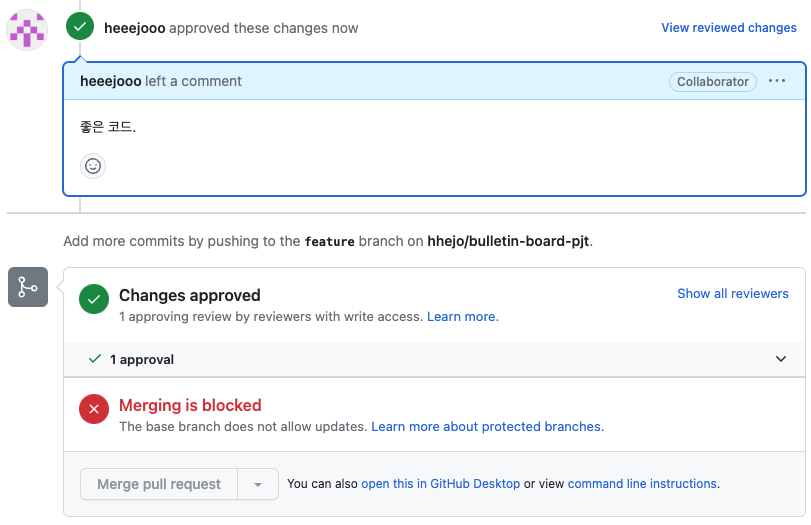 heeejooo approved these changes now
View reviewed changes
heeejooo left a comment
Collaborator
좋은 코드.
Add more commits by pushing to the feature branch on hhejo/bulletin-board-pjt.
Changes approved
Show all reviewers
1 approving review by reviewers with write access. Learn more.
1 approval
Merging is blocked
The base branch does not allow updates. Learn more about protected branches.
Merge pull request
You can also open this in GitHub Desktop or view command line instructions.